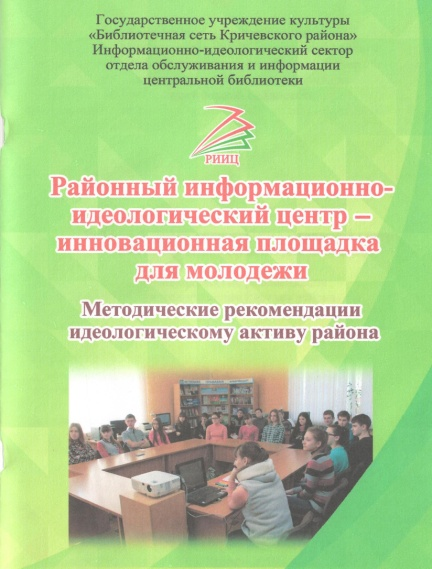 Государственное учреждение культуры
«Библиотечная сеть Кричевского района»
Информационно-идеологический сектор
отдела обслуживания и информации
центральной библиотеки
РИИЦ
Районный информационно-
идеологический центр –
инновационная площадка
для молодежи
Методические рекомендации
идеологическому активу района